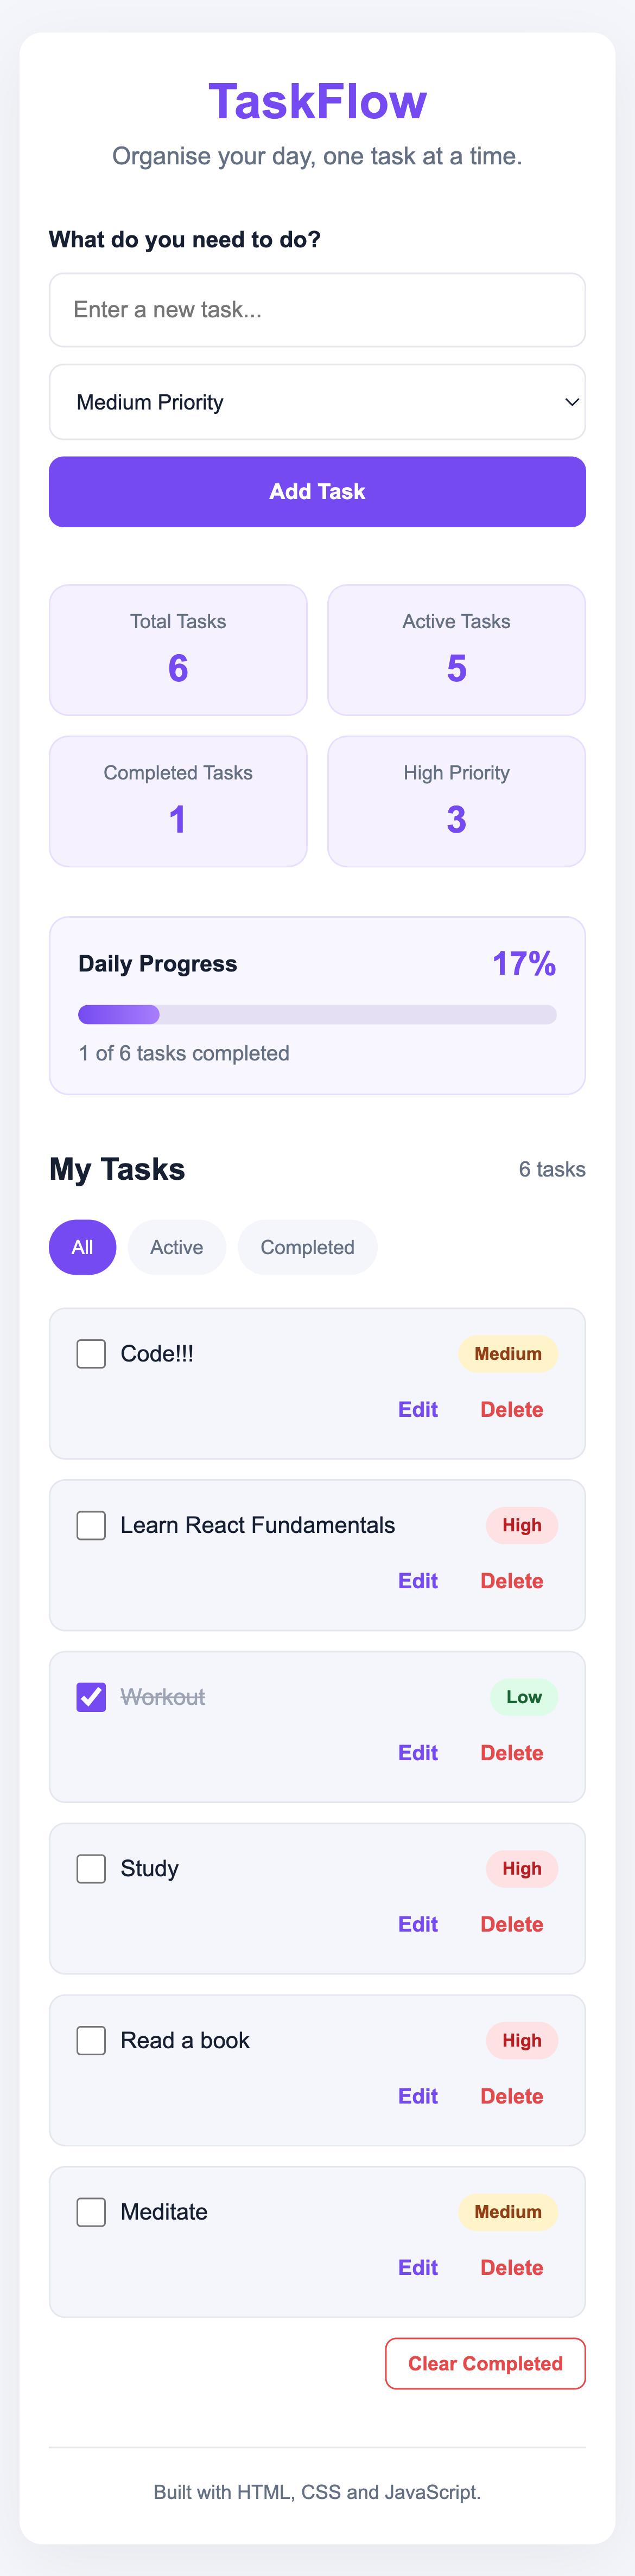 TaskFlow
Organise your day, one task at a time.
What do you need to do?
Enter a new task...
Medium Priority
Add Task
Total Tasks
6
Active Tasks
5
Completed Tasks
1
High Priority
3
Daily Progress
17%
1 of 6 tasks completed
My Tasks
6 tasks
All
Active
Completed
Code!!!
Medium
Edit
Delete
Learn React Fundamentals
High
Edit
Delete
Workout
Low
Edit
Delete
Study
High
Edit
Delete
Read a book
High
Edit
Delete
Meditate
Medium
Edit
Delete
Clear Completed
Built with HTML, CSS and JavaScript.